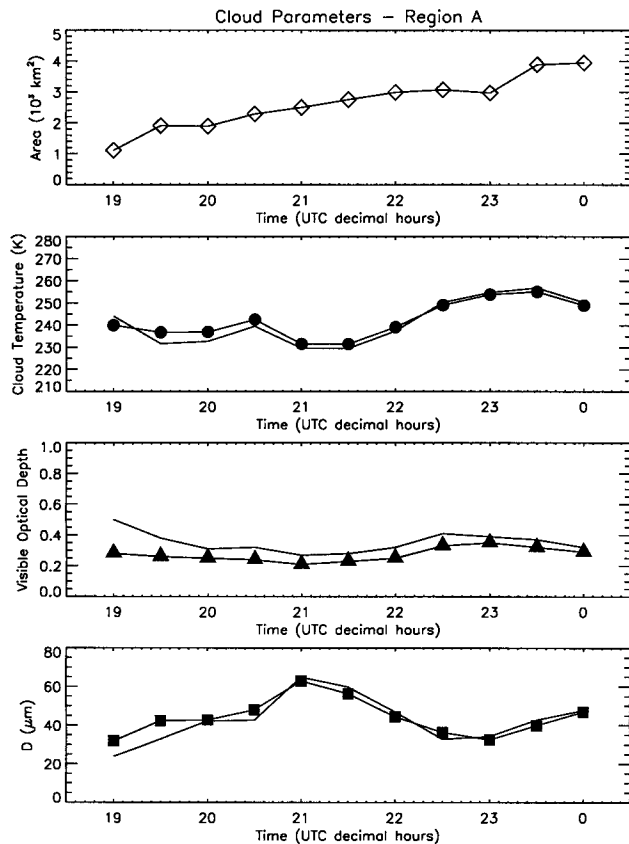 Cloud Parameters – Region A
Area (10³ km²)
5
4
3
2
1
0
19 20 21 22 23 0
Time (UTC decimal hours)
Cloud Temperature (K)
280
270
260
250
240
230
220
210
19 20 21 22 23 0
Time (UTC decimal hours)
Visible Optical Depth
1.0
0.8
0.6
0.4
0.2
0.0
19 20 21 22 23 0
Time (UTC decimal hours)
D (μm)
80
60
40
20
0
19 20 21 22 23 0
Time (UTC decimal hours)